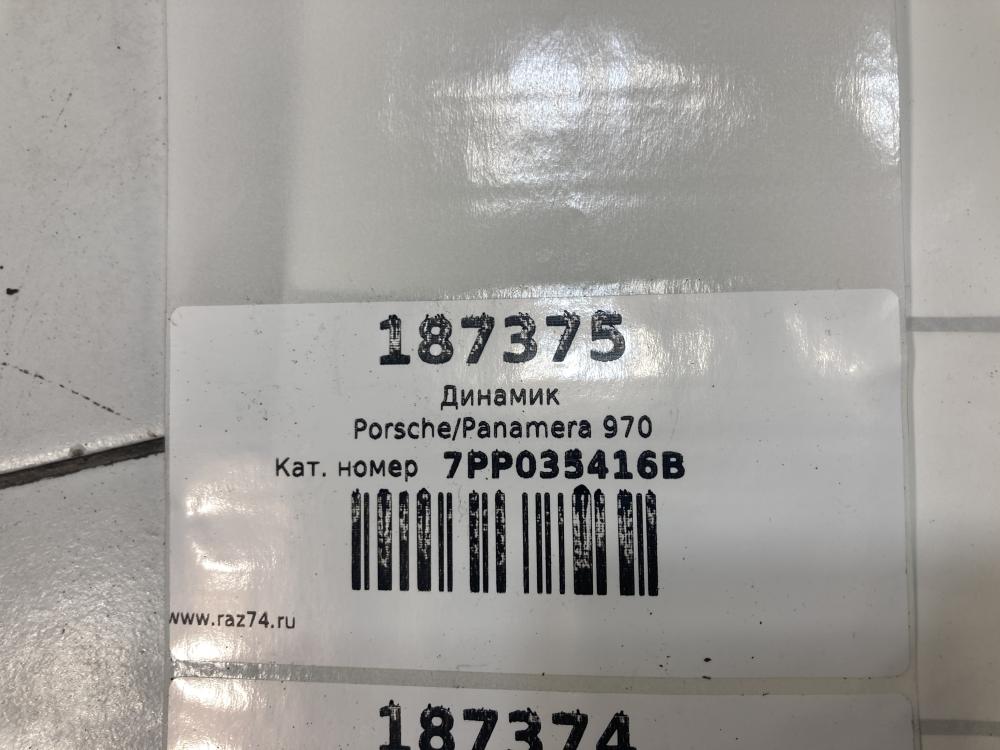 187375
Динамик
Porsche/Panamera 970
Кат. номер 7PP035416B
www.raz74.ru
187374